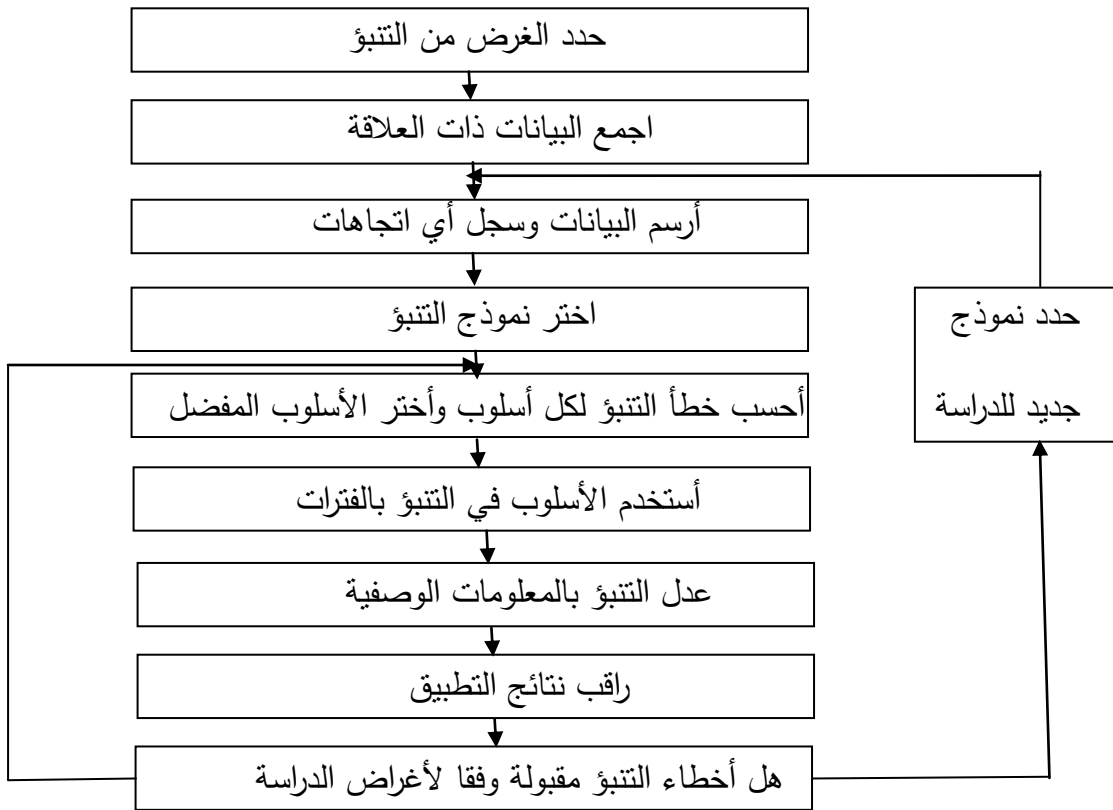 حدد الغرض من التنبؤ
اجمع البيانات ذات العلاقة
أرسم البيانات وسجل أي اتجاهات
اختر نموذج التنبؤ
حدد نموذج
جديد للدراسة
أحسب خطأ التنبؤ لكل أسلوب وأختر الأسلوب المفضل
أستخدم الأسلوب في التنبؤ بالفترات
عدل التنبؤ بالمعلومات الوصفية
راقب نتائج التطبيق
هل أخطاء التنبؤ مقبولة وفقا لأغراض الدراسة